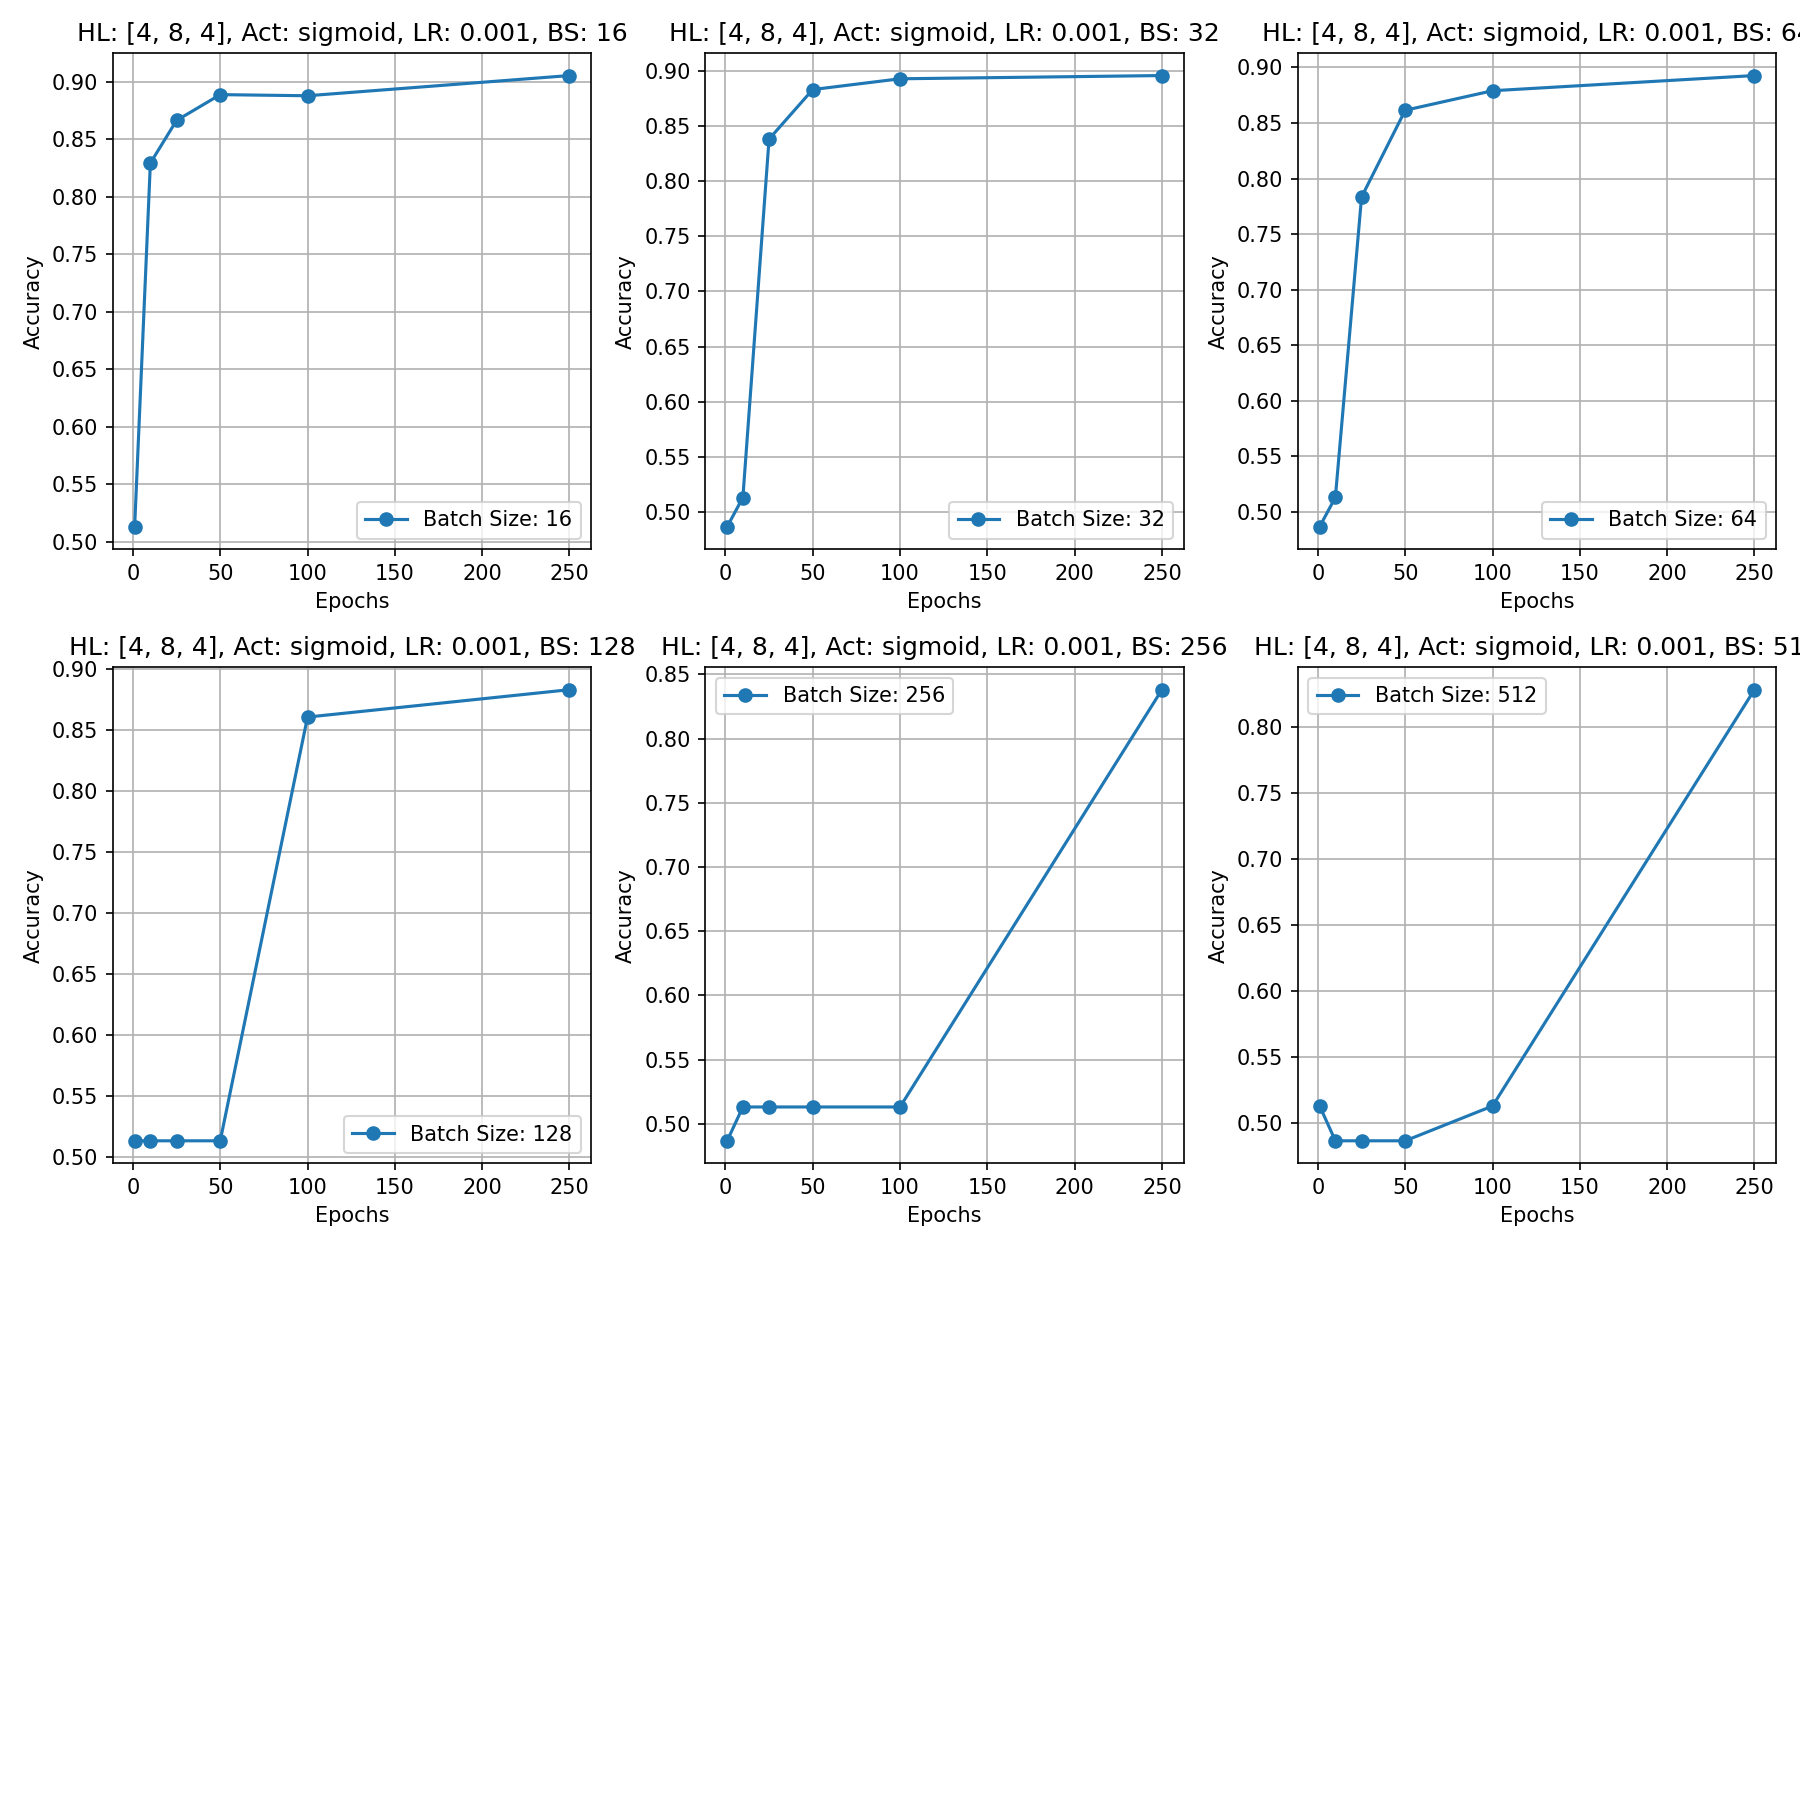 HL: [4, 8, 4], Act: sigmoid, LR: 0.001, BS: 16
0.90
0.85
0.80
0.75
0.70
0.65
0.60
0.55
0.50
Accuracy
Batch Size: 16
0 50 100 150 200 250
Epochs
HL: [4, 8, 4], Act: sigmoid, LR: 0.001, BS: 32
0.90
0.85
0.80
0.75
0.70
0.65
0.60
0.55
0.50
Accuracy
Batch Size: 32
0 50 100 150 200 250
Epochs
HL: [4, 8, 4], Act: sigmoid, LR: 0.001, BS: 64
0.90
0.85
0.80
0.75
0.70
0.65
0.60
0.55
0.50
Accuracy
Batch Size: 64
0 50 100 150 200 250
Epochs
HL: [4, 8, 4], Act: sigmoid, LR: 0.001, BS: 128
0.90
0.85
0.80
0.75
0.70
0.65
0.60
0.55
0.50
Accuracy
Batch Size: 128
0 50 100 150 200 250
Epochs
HL: [4, 8, 4], Act: sigmoid, LR: 0.001, BS: 256
0.85
0.80
0.75
0.70
0.65
0.60
0.55
0.50
Accuracy
Batch Size: 256
0 50 100 150 200 250
Epochs
HL: [4, 8, 4], Act: sigmoid, LR: 0.001, BS: 51
0.80
0.75
0.70
0.65
0.60
0.55
0.50
Accuracy
Batch Size: 512
0 50 100 150 200 250
Epochs